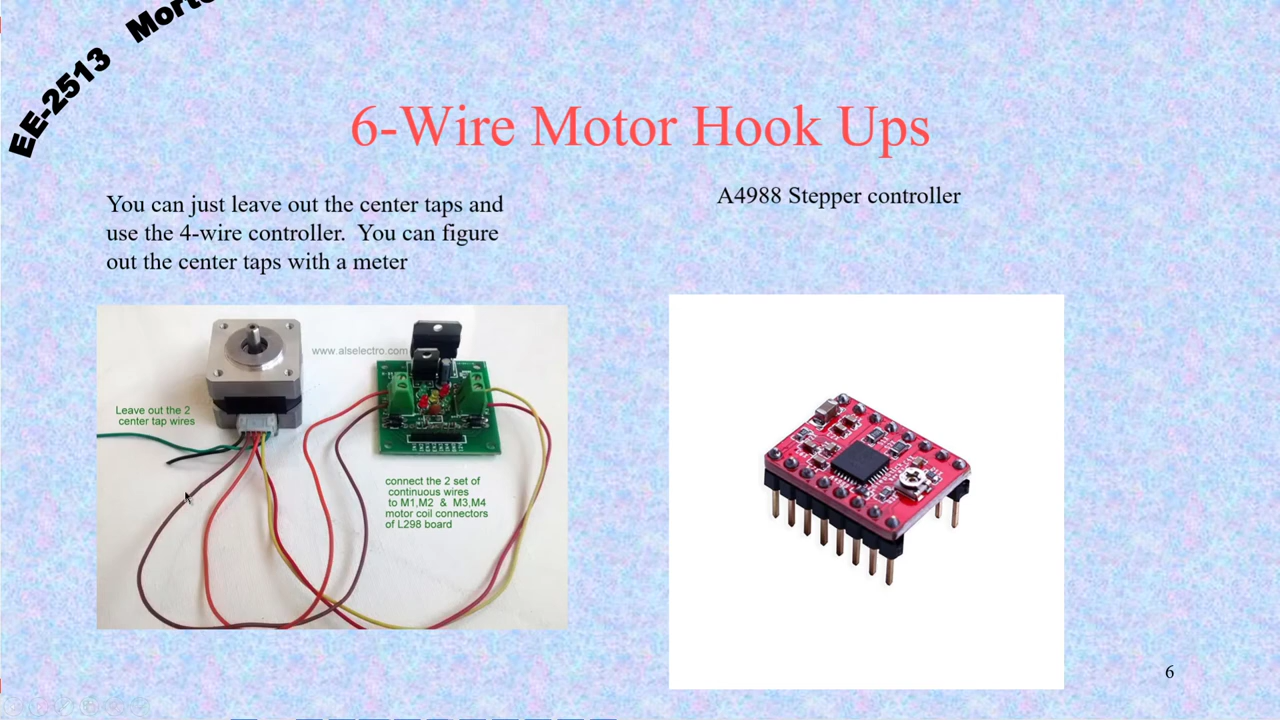 EE-2513
6-Wire Motor Hook Ups
You can just leave out the center taps and
use the 4-wire controller. You can figure
out the center taps with a meter
A4988 Stepper controller
www.alselectro.com
Leave out the 2
center tap wires
connect the 2 set of
continuous wires
to M1,M2 & M3,M4
motor coil connectors
of L298 board
6